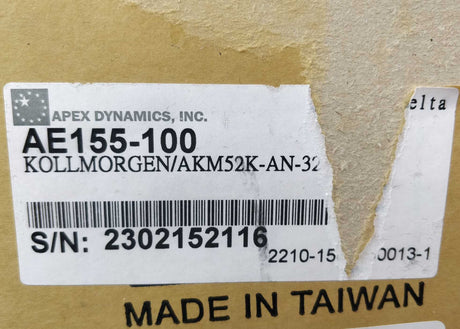 APEX DYNAMICS, INC.
elta
AE155-100
KOLLMORGEN/AKM52K-AN-32
S/N: 2302152116
2210-15 0013-1
MADE IN TAIWAN